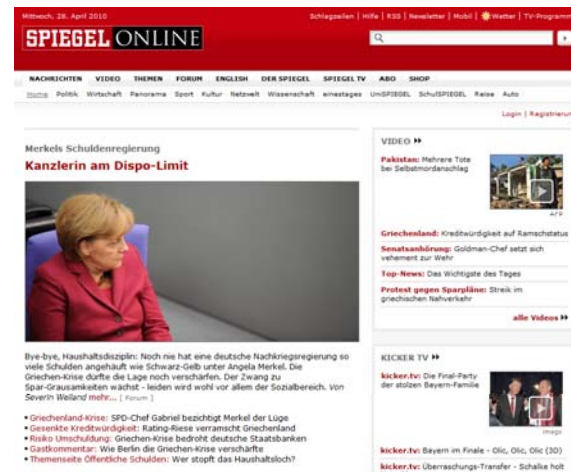 Mittwoch, 28. April 2010
Schlagzeilen | Hilfe | RSS | Newsletter | Mobil | Wetter | TV-Programm
SPIEGEL ONLINE
NACHRICHTEN VIDEO THEMEN FORUM ENGLISH DER SPIEGEL SPIEGEL TV ABO SHOP
Home Politik Wirtschaft Panorama Sport Kultur Netzwelt Wissenschaft einestages UniSPIEGEL SchulSPIEGEL Reise Auto
Login | Registrierun
Merkels Schuldenregierung
Kanzlerin am Dispo-Limit
Bye-bye, Haushaltsdisziplin: Noch nie hat eine deutsche Nachkriegsregierung so
viele Schulden angehäuft wie Schwarz-Gelb unter Angela Merkel. Die
Griechen-Krise dürfte die Lage noch verschärfen. Der Zwang zu
Spar-Grausamkeiten wächst - leiden wird wohl vor allem der Sozialbereich. Von
Severin Weiland mehr... [ Forum ]
Griechenland-Krise: SPD-Chef Gabriel bezichtigt Merkel der Lüge
Gesenkte Kreditwürdigkeit: Rating-Riese verramscht Griechenland
Risiko Umschuldung: Griechen-Krise bedroht deutsche Staatsbanken
Gastkommentar: Wie Berlin die Griechen-Krise verschärfte
Themenseite Öffentliche Schulden: Wer stopft das Haushaltsloch?
VIDEO
Pakistan: Mehrere Tote
bei Selbstmordanschlag
AFP
Griechenland: Kreditwürdigkeit auf Ramschstatus
Senatsanhörung: Goldman-Chef setzt sich
vehement zur Wehr
Top-News: Das Wichtigste des Tages
Protest gegen Sparpläne: Streik im
griechischen Nahverkehr
alle Videos
KICKER TV
kicker.tv: Die Final-Party
der stolzen Bayern-Familie
imago
kicker.tv: Bayern im Finale - Olic, Olic, Olic (3D)
kicker.tv: Überraschungs-Transfer - Schalke holt